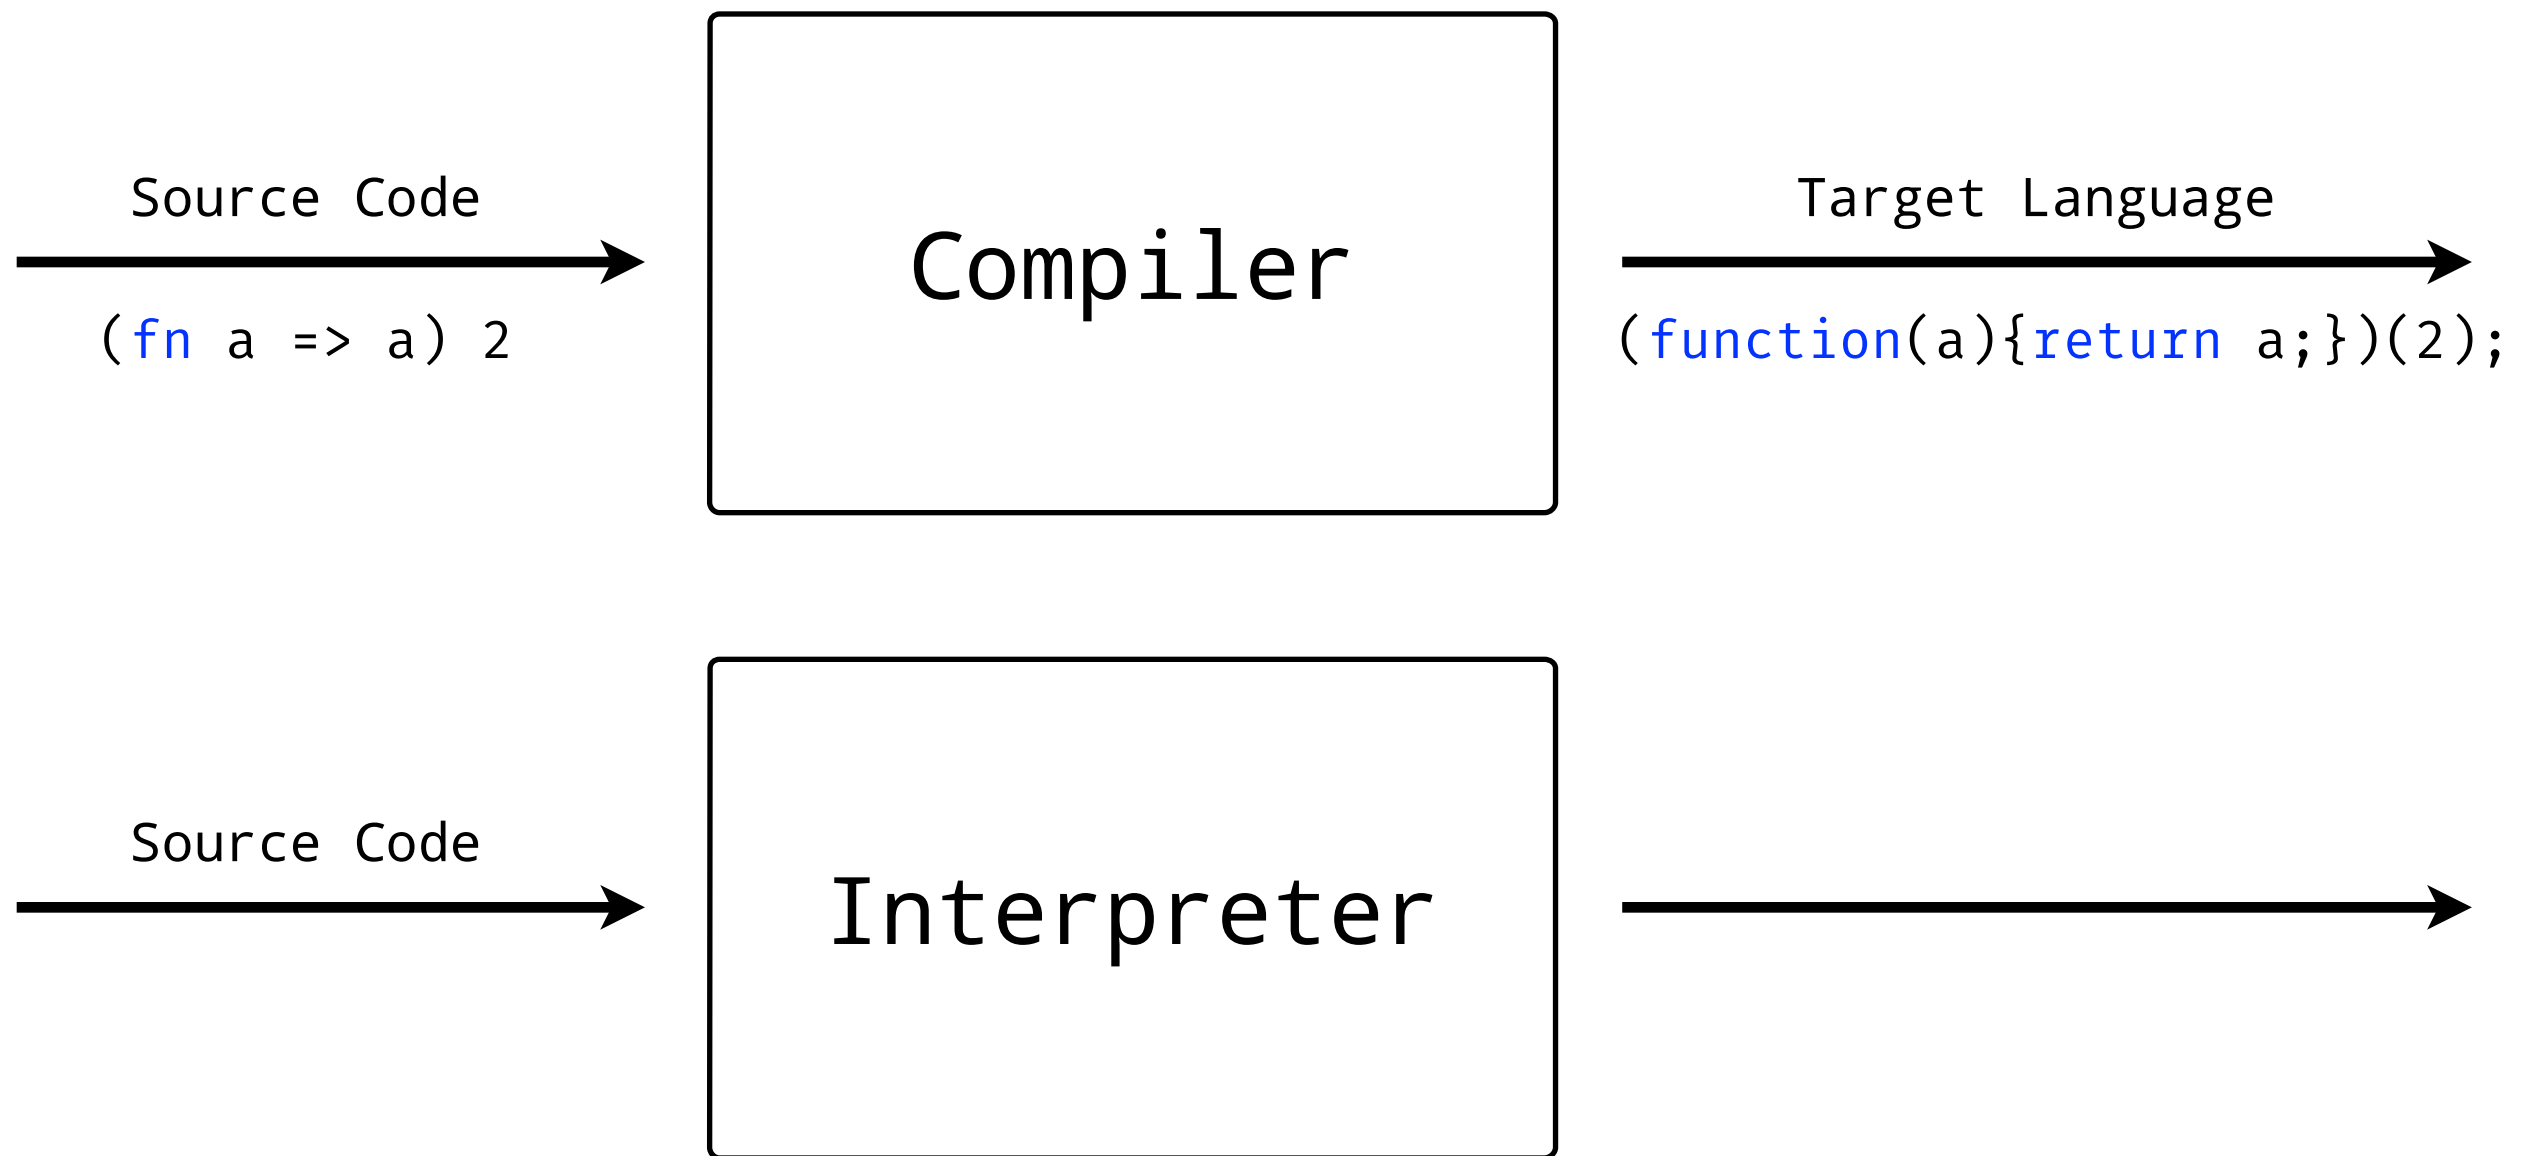 Source Code
Compiler
Target Language
(fn a => a) 2
(function(a){return a;})(2);
Source Code
Interpreter